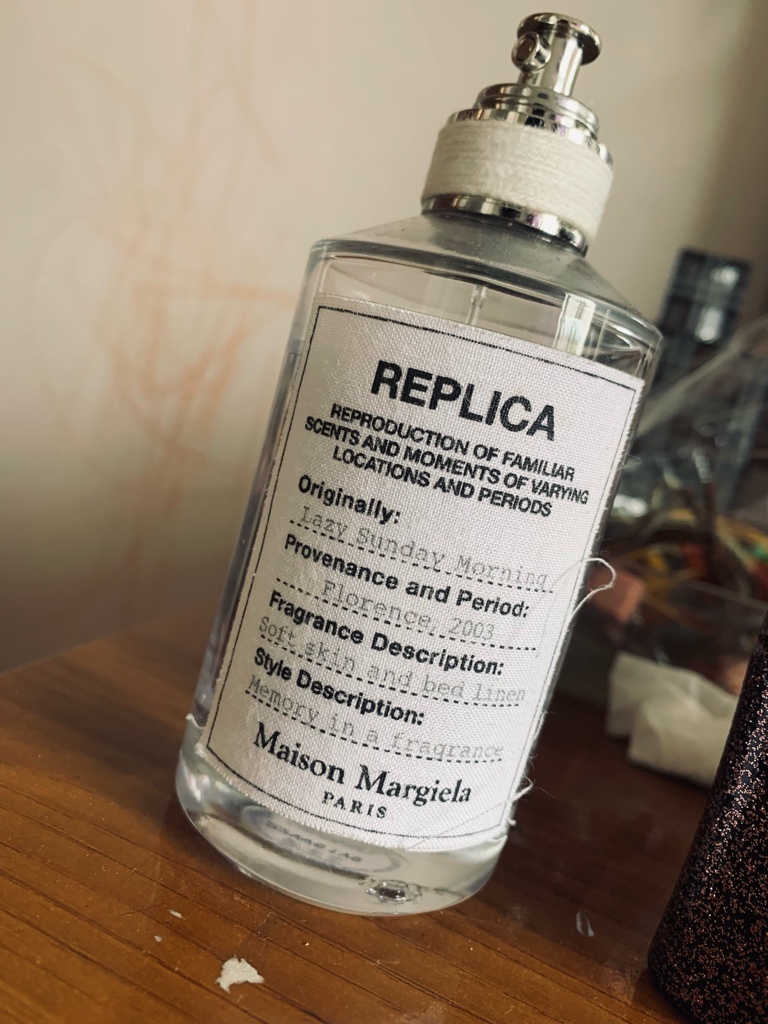 REPLICA
REPRODUCTION OF FAMILIAR
SCENTS AND MOMENTS OF VARYING
LOCATIONS AND PERIODS
Originally:
Lazy Sunday Morning
Provenance and Period:
Florence, 2003
Fragrance Description:
Soft skin and bed linen
Style Description:
Memory in a fragrance
Maison Margiela
PARIS